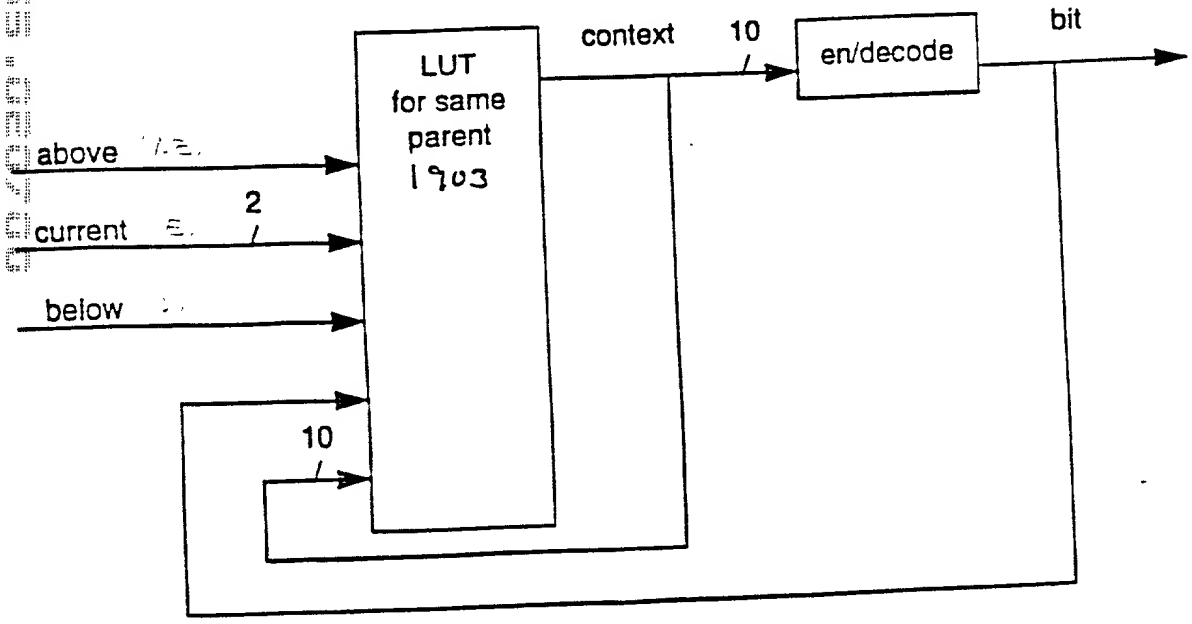 context
10
bit
LUT
for same
parent
1903
en/decode
above
2
current
below
10